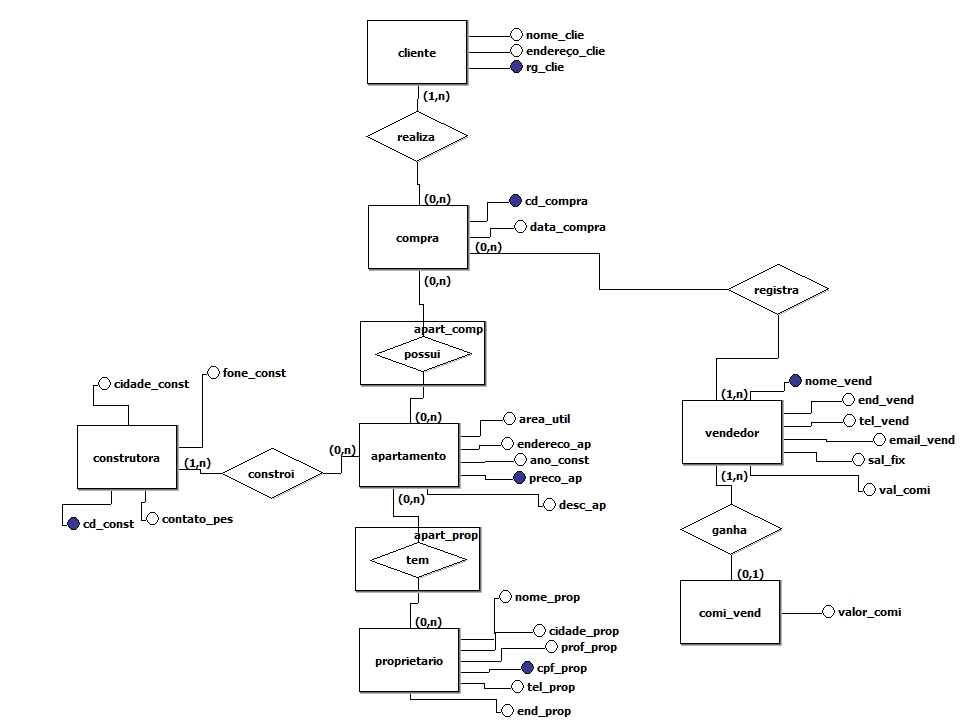 nome_clie
endereço_clie
rg_clie
cliente
(1,n)
realiza
(0,n)
cd_compra
data_compra
compra
(0,n)
(0,n)
registra
apart_comp
possui
cidade_const
fone_const
(0,n)
(1,n)
nome_vend
end_vend
tel_vend
email_vend
sal_fix
val_comi
vendedor
(1,n)
construtora
(1,n)
constroi
(0,n)
apartamento
area_util
endereco_ap
ano_const
preco_ap
desc_ap
(0,n)
cd_const
contato_pes
ganha
apart_prop
tem
(0,1)
comi_vend
valor_comi
(0,n)
proprietario
nome_prop
cidade_prop
prof_prop
cpf_prop
tel_prop
end_prop